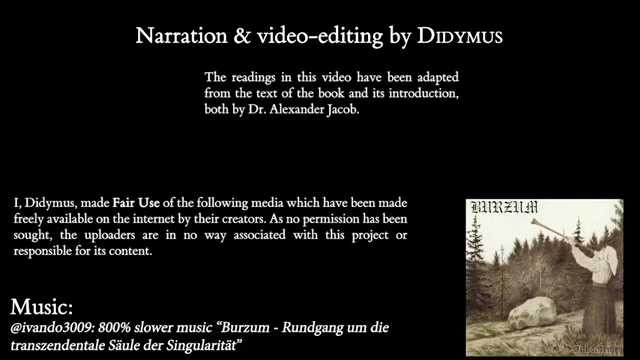 Narration & video-editing by DIDYMUS
The readings in this video have been adapted
from the text of the book and its introduction,
both by Dr. Alexander Jacob.
I, Didymus, made Fair Use of the following media which have been made
freely available on the internet by their creators. As no permission has been
sought, the uploaders are in no way associated with this project or
responsible for its content.
BURZUM
Music:
@ivando3009: 800% slower music “Burzum - Rundgang um die
transzendentale Säule der Singularität”